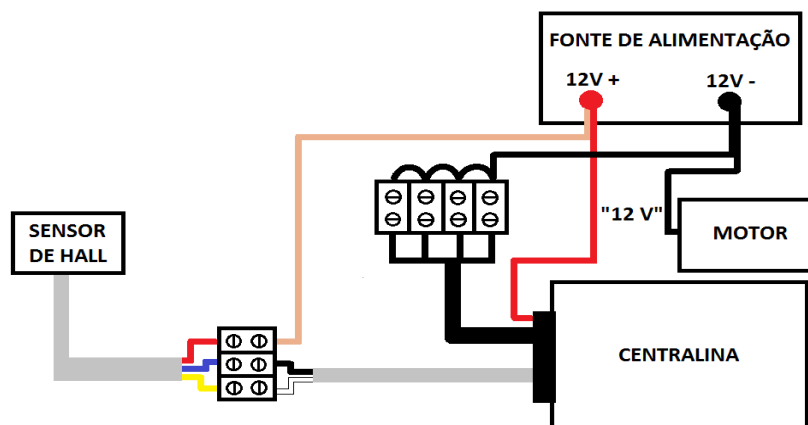 FONTE DE ALIMENTAÇÃO
12V +
12V -
"12 V"
SENSOR
DE HALL
MOTOR
CENTRALINA